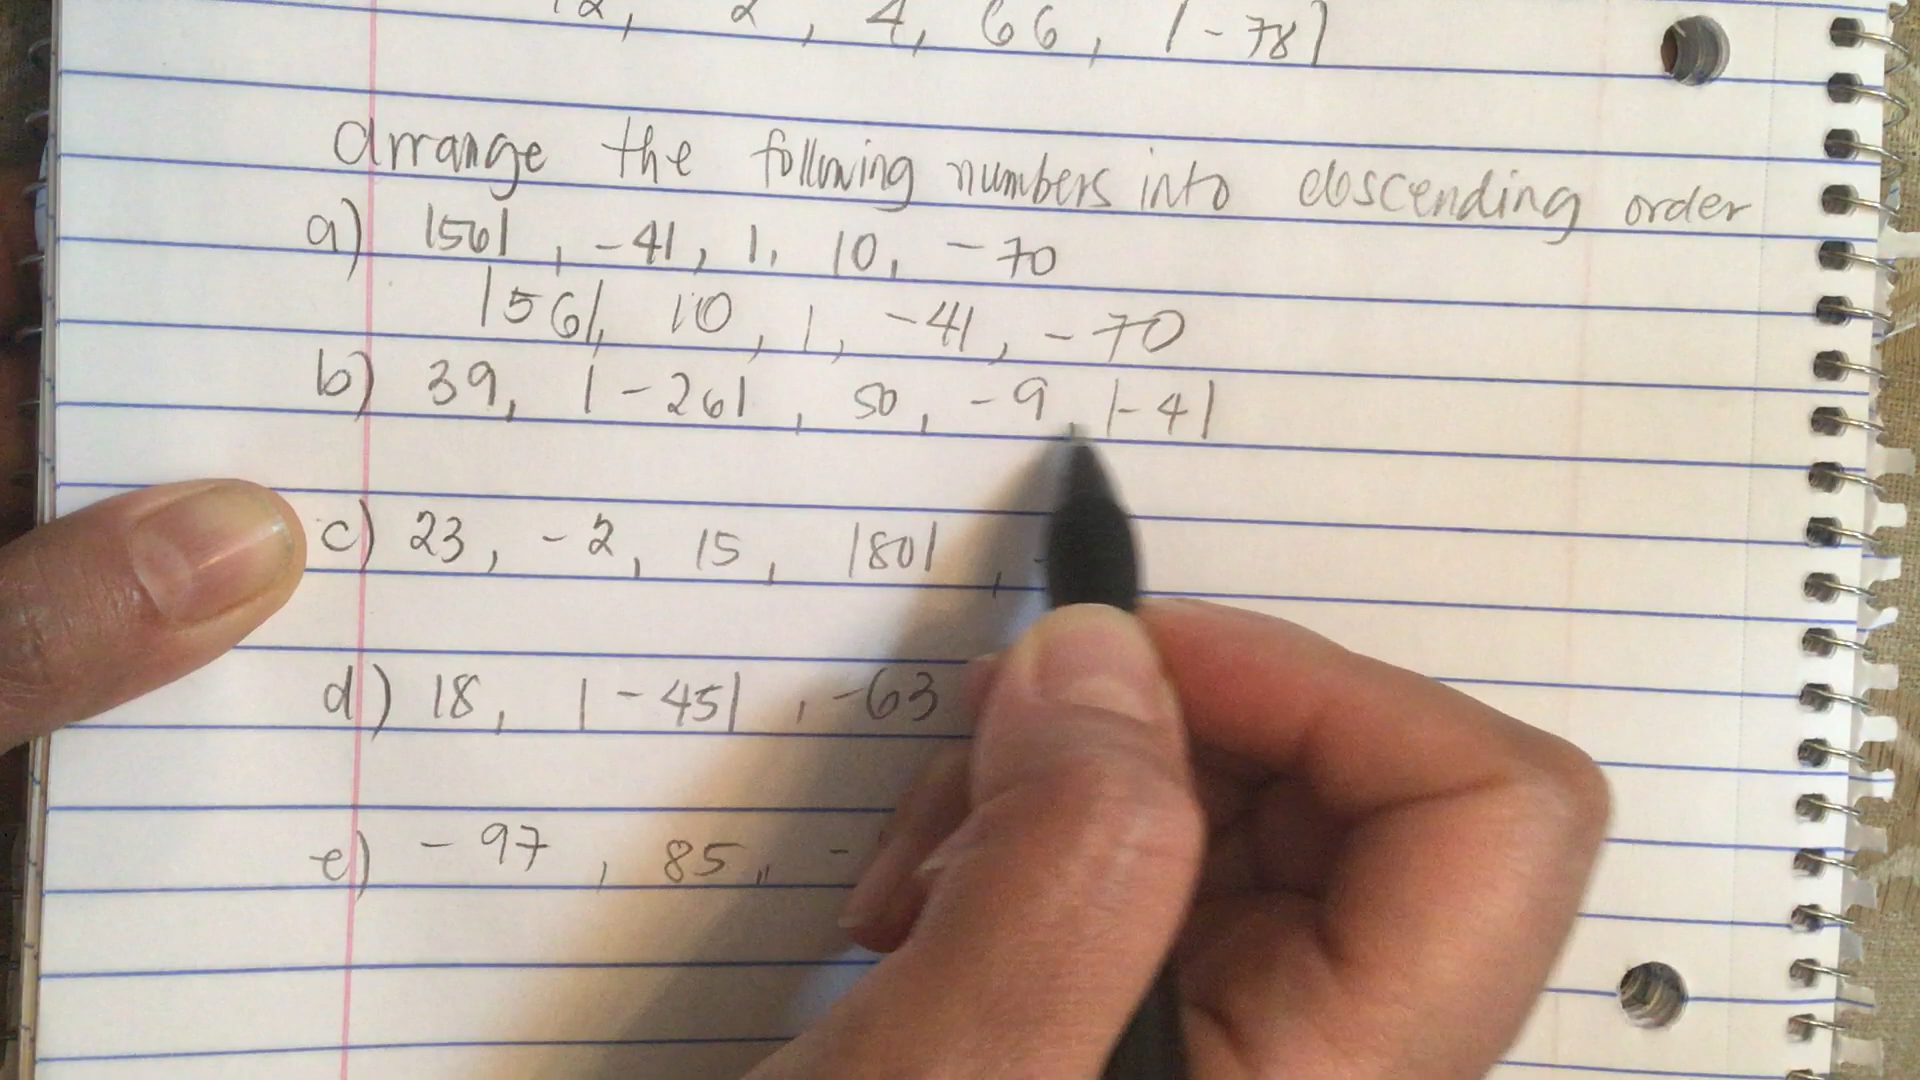 4, 66, |-78|
Arrange the following numbers into descending order
a) |56|, -41, 1, 10, -70
|56|, 10, 1, -41, -70
b) 39, |-26|, 50, -9, |-4|
c) 23, -2, 15, |80|,
d) 18, |-45|, -63
e) -97, 85,, -